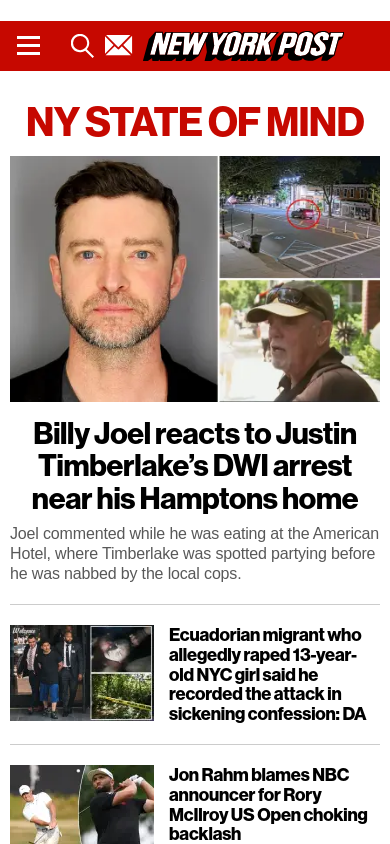 NEW YORK POST
NY STATE OF MIND
Billy Joel reacts to Justin
Timberlake’s DWI arrest
near his Hamptons home
Joel commented while he was eating at the American
Hotel, where Timberlake was spotted partying before
he was nabbed by the local cops.
Welcome
Ecuadorian migrant who
allegedly raped 13-year-
old NYC girl said he
recorded the attack in
sickening confession: DA
Jon Rahm blames NBC
announcer for Rory
McIlroy US Open choking
backlash